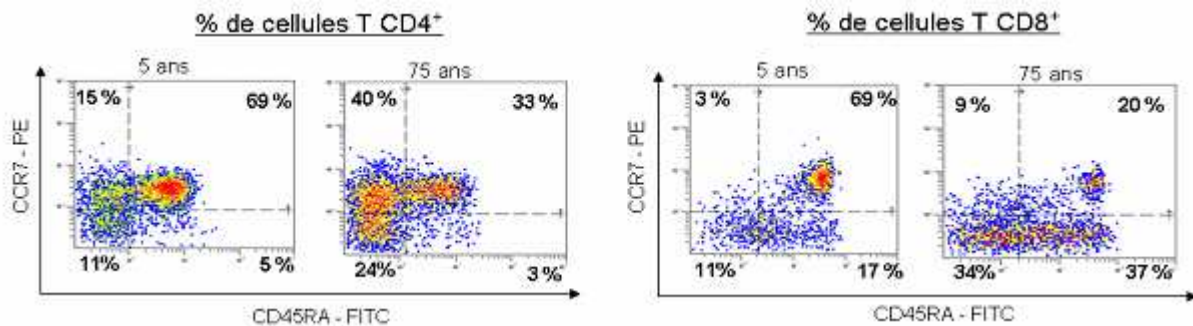 % de cellules T CD4+
5 ans
75 ans
15 %
69 %
40 %
33 %
CCR7 - PE
11%
5 %
24%
3 %
CD45RA - FITC
% de cellules T CD8+
5 ans
75 ans
3 %
69 %
9 %
20 %
CCR7 - PE
11%
17 %
34%
37 %
CD45RA - FITC